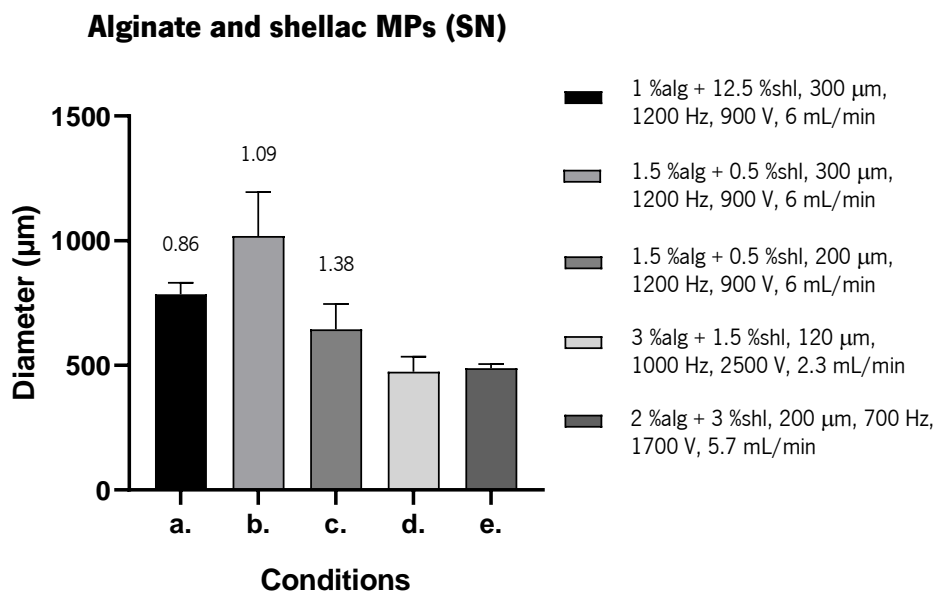 Alginate and shellac MPs (SN)
Diameter (μm)
1500
1000
500
0
0.86
1.09
1.38
a.
b.
c.
d.
e.
Conditions
1 %alg + 12.5 %shl, 300 μm,
1200 Hz, 900 V, 6 mL/min
1.5 %alg + 0.5 %shl, 300 μm,
1200 Hz, 900 V, 6 mL/min
1.5 %alg + 0.5 %shl, 200 μm,
1200 Hz, 900 V, 6 mL/min
3 %alg + 1.5 %shl, 120 μm,
1000 Hz, 2500 V, 2.3 mL/min
2 %alg + 3 %shl, 200 μm, 700 Hz,
1700 V, 5.7 mL/min